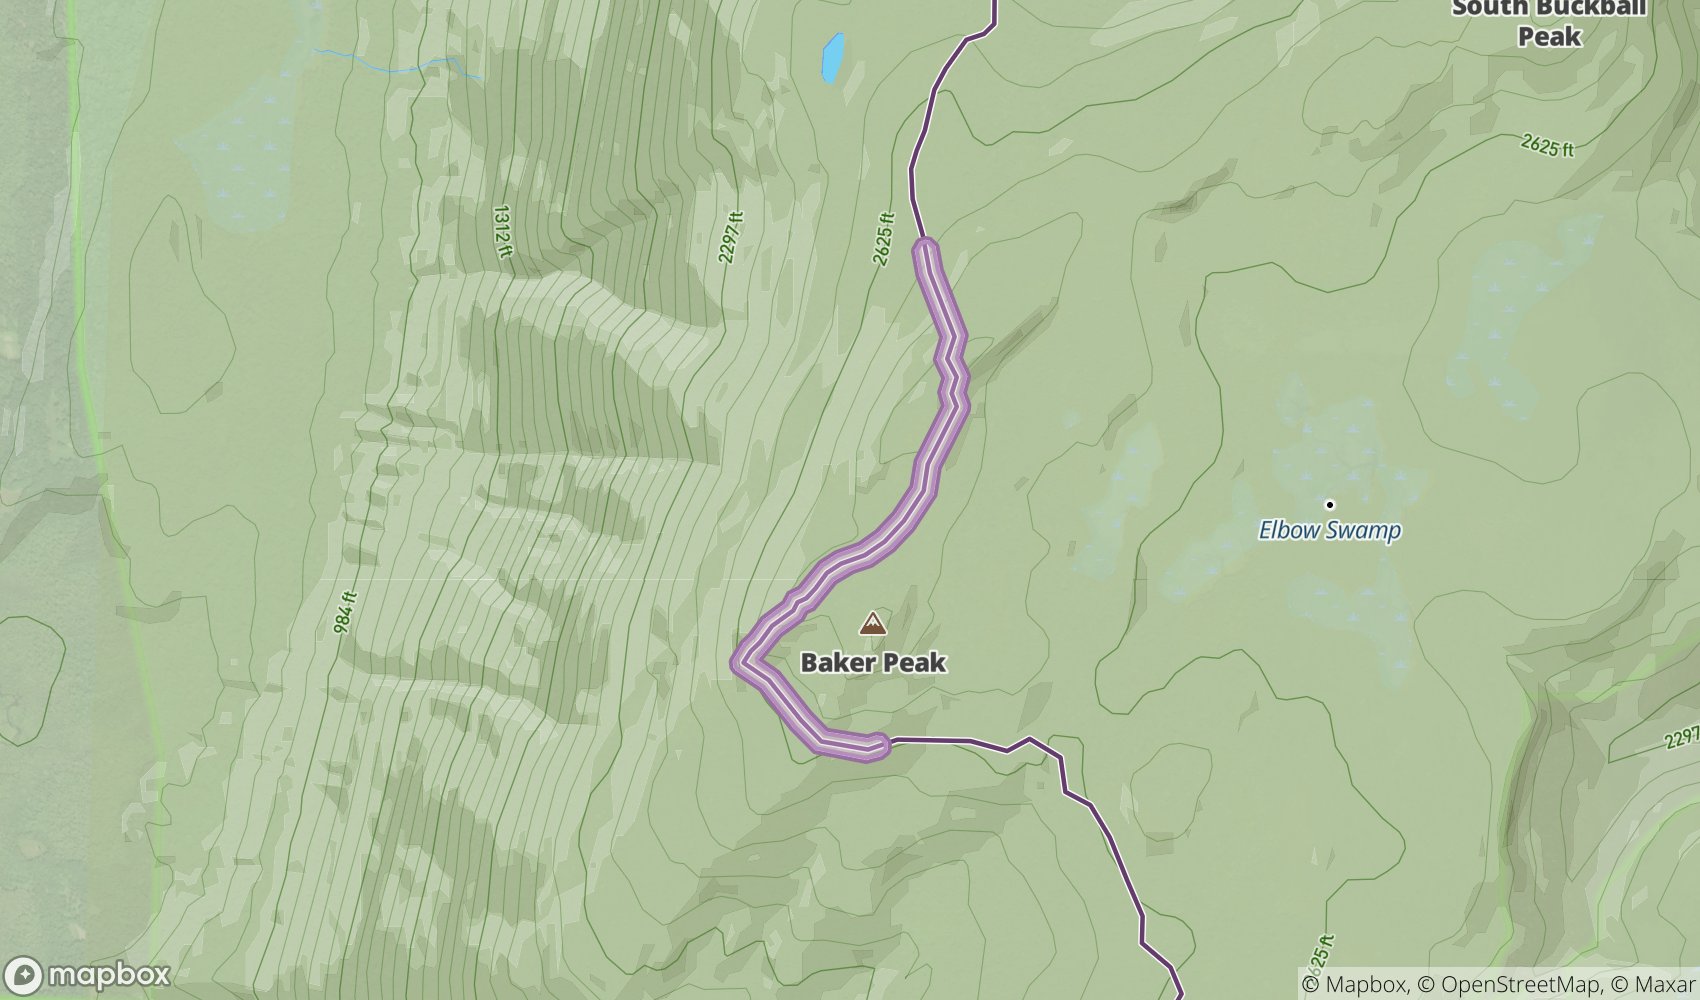 South Buckball
Peak
2625 ft
1312 ft
2297 ft
2625 ft
Elbow Swamp
984 ft
Baker Peak
2297
625 ft
mapbox
© Mapbox, © OpenStreetMap, © Maxar